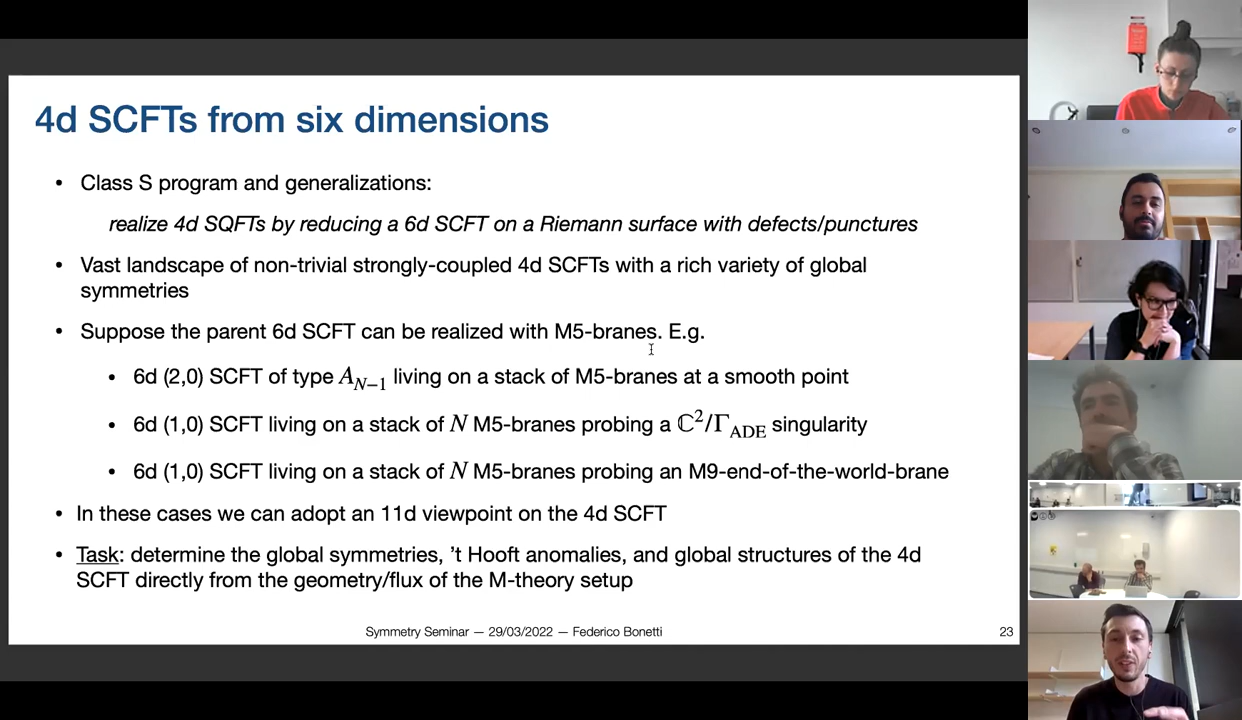 4d SCFTs from six dimensions
• Class S program and generalizations:
realize 4d SQFTs by reducing a 6d SCFT on a Riemann surface with defects/punctures
• Vast landscape of non-trivial strongly-coupled 4d SCFTs with a rich variety of global
symmetries
• Suppose the parent 6d SCFT can be realized with M5-branes. E.g.
• 6d (2,0) SCFT of type $A_{N-1}$ living on a stack of M5-branes at a smooth point
• 6d (1,0) SCFT living on a stack of $N$ M5-branes probing a $\mathbb{C}^2/\Gamma_{\mathrm{ADE}}$ singularity
• 6d (1,0) SCFT living on a stack of $N$ M5-branes probing an M9-end-of-the-world-brane
• In these cases we can adopt an 11d viewpoint on the 4d SCFT
• Task: determine the global symmetries, ’t Hooft anomalies, and global structures of the 4d
SCFT directly from the geometry/flux of the M-theory setup
Symmetry Seminar — 29/03/2022 — Federico Bonetti
23